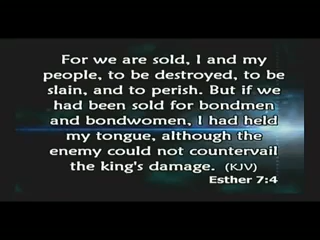 For we are sold, I and my
people, to be destroyed, to be
slain, and to perish. But if we
had been sold for bondmen
and bondwomen, I had held
my tongue, although the
enemy could not countervail
the king's damage. (KJV)
Esther 7:4